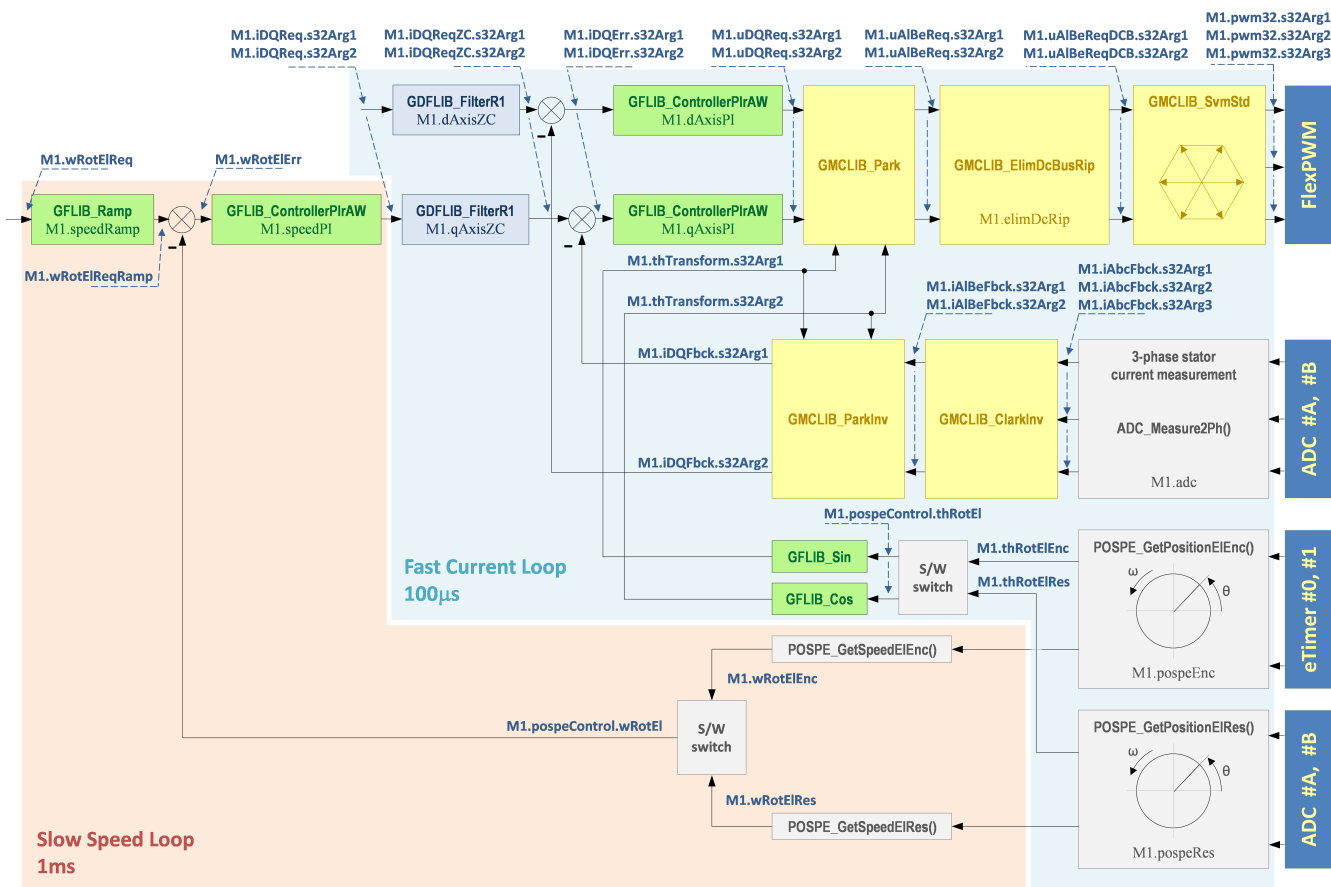 M1.iDQReq.s32Arg1
M1.iDQReq.s32Arg2
M1.iDQReqZC.s32Arg1
M1.iDQReqZC.s32Arg2
M1.iDQErr.s32Arg1
M1.iDQErr.s32Arg2
M1.uDQReq.s32Arg1
M1.uDQReq.s32Arg2
M1.uAlBeReq.s32Arg1
M1.uAlBeReq.s32Arg2
M1.uAlBeReqDCB.s32Arg1
M1.uAlBeReqDCB.s32Arg2
M1.pwm32.s32Arg1
M1.pwm32.s32Arg2
M1.pwm32.s32Arg3
GDFLIB_FilterR1
M1.dAxisZC
GFLIB_ControllerPIrAW
M1.dAxisPI
GMCLIB_Park
GMCLIB_ElimDcBusRip
M1.elimDcRip
GMCLIB_SvmStd
FlexPWM
M1.wRotElReq
M1.wRotElErr
GFLIB_Ramp
M1.speedRamp
GFLIB_ControllerPIrAW
M1.speedPI
GDFLIB_FilterR1
M1.qAxisZC
GFLIB_ControllerPIrAW
M1.qAxisPI
M1.wRotElReqRamp
M1.thTransform.s32Arg1
M1.thTransform.s32Arg2
M1.iAlBeFbck.s32Arg1
M1.iAlBeFbck.s32Arg2
M1.iAbcFbck.s32Arg1
M1.iAbcFbck.s32Arg2
M1.iAbcFbck.s32Arg3
M1.iDQFbck.s32Arg1
M1.iDQFbck.s32Arg2
GMCLIB_ParkInv
GMCLIB_ClarkInv
3-phase stator
current measurement
ADC_Measure2Ph()
M1.adc
ADC #A, #B
M1.pospeControl.thRotEl
GFLIB_Sin
GFLIB_Cos
S/W
switch
M1.thRotElEnc
M1.thRotElRes
POSPE_GetPositionElEnc()
ω
θ
M1.pospeEnc
eTimer #0, #1
Fast Current Loop
100μs
POSPE_GetSpeedElEnc()
M1.wRotElEnc
M1.pospeControl.wRotEl
S/W
switch
M1.wRotElRes
POSPE_GetSpeedElRes()
POSPE_GetPositionElRes()
ω
θ
M1.pospeRes
ADC #A, #B
Slow Speed Loop
1ms